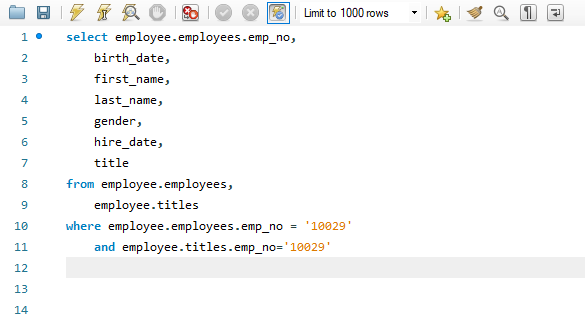 Limit to 1000 rows
1 select employee.employees.emp_no,
2 birth_date,
3 first_name,
4 last_name,
5 gender,
6 hire_date,
7 title
8 from employee.employees,
9 employee.titles
10 where employee.employees.emp_no = '10029'
11 and employee.titles.emp_no='10029'
12
13
14